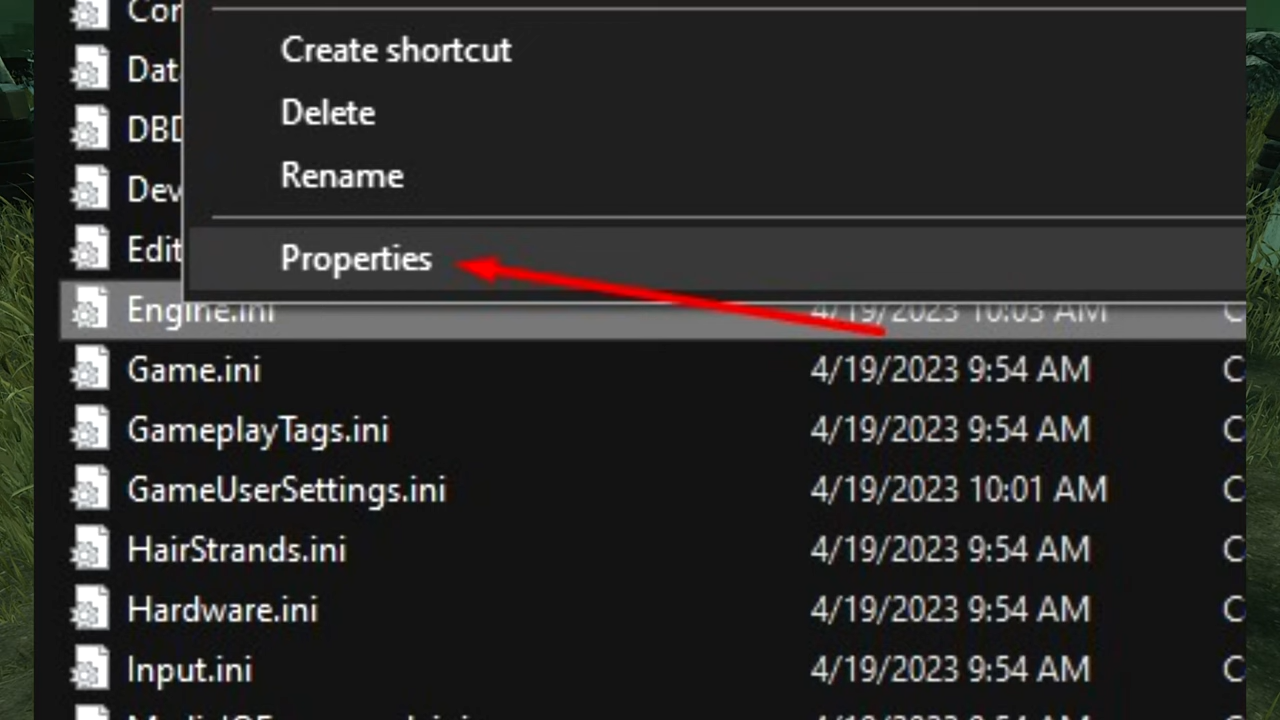 Create shortcut
Delete
Rename
Properties
Engine.ini 4/19/2023 10:03 AM
Game.ini 4/19/2023 9:54 AM
GameplayTags.ini 4/19/2023 9:54 AM
GameUserSettings.ini 4/19/2023 10:01 AM
HairStrands.ini 4/19/2023 9:54 AM
Hardware.ini 4/19/2023 9:54 AM
Input.ini 4/19/2023 9:54 AM